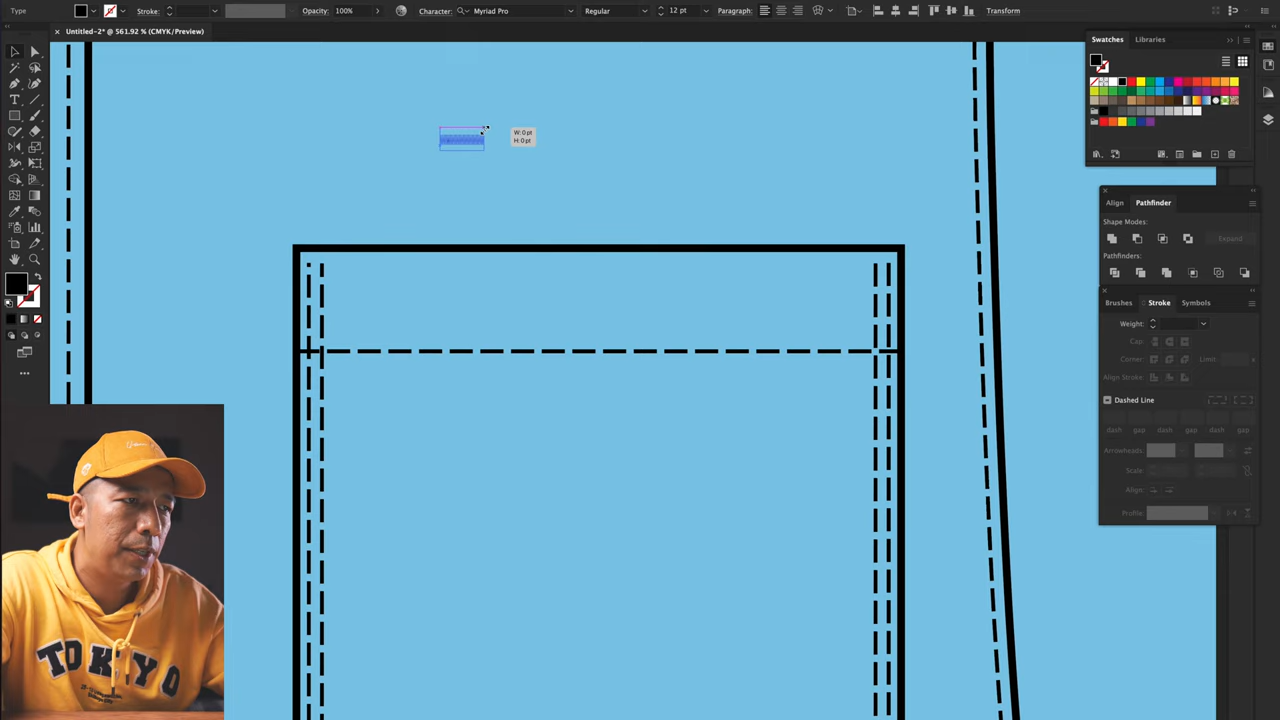 Type Stroke: Opacity: 100% Character: Myriad Pro Regular 12 pt Paragraph: Transform
× Untitled-2* @ 561.92 % (CMYK/Preview)
Swatches Libraries
W: 0 pt
H: 0 pt
Align Pathfinder
Shape Modes:
Expand
Pathfinders:
Brushes Stroke Symbols
Weight:
Cap:
Corner: Limit: x
Align Stroke:
Dashed Line
dash gap dash gap dash gap
Arrowheads:
Scale:
Align:
Profile:
TOKYO